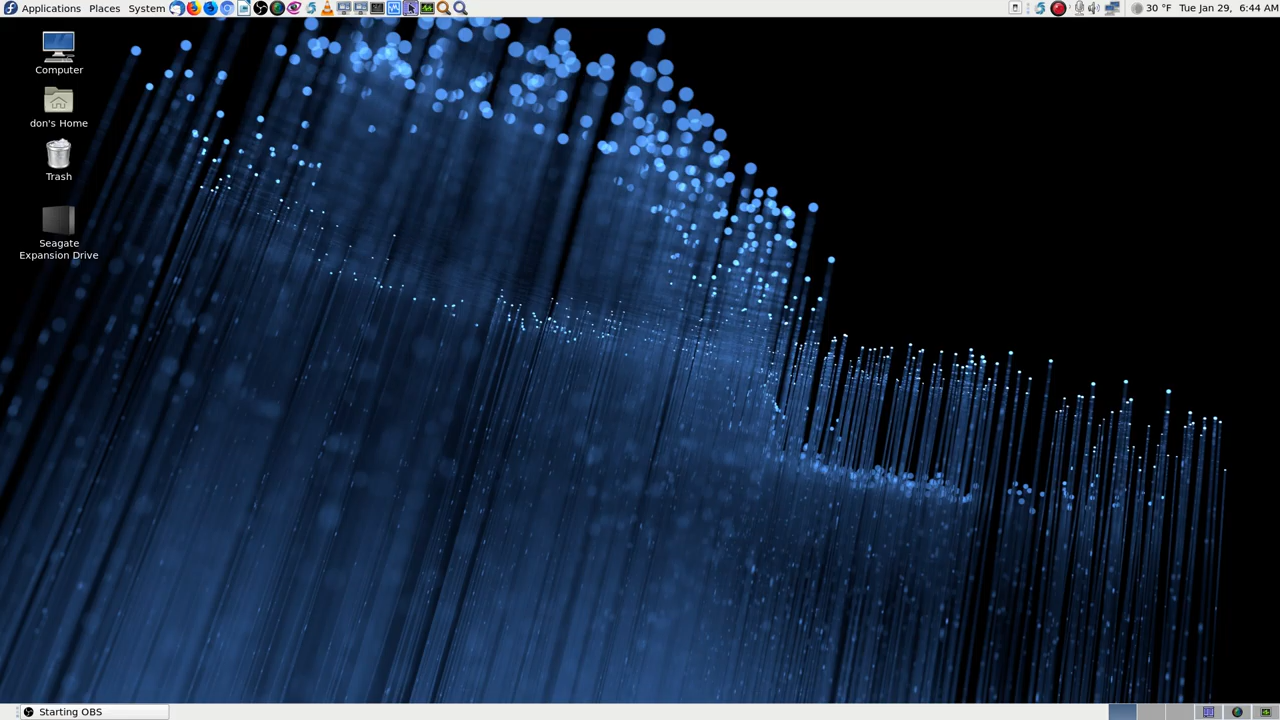 Applications Places System
30 °F Tue Jan 29, 6:44 AM
Computer
don's Home
Trash
Seagate
Expansion Drive
Starting OBS